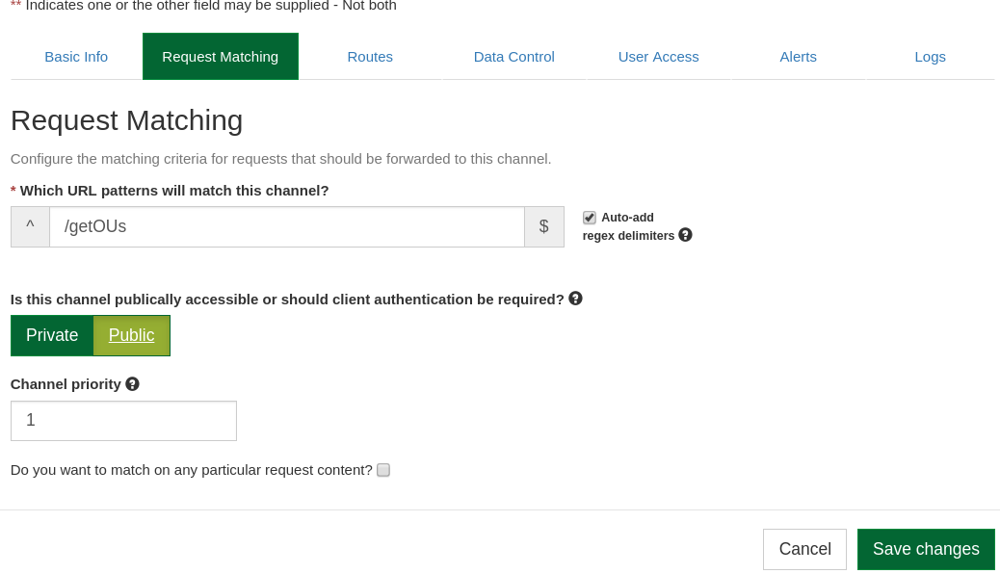 ** Indicates one or the other field may be supplied - Not both
Basic Info Request Matching Routes Data Control User Access Alerts Logs
Request Matching
Configure the matching criteria for requests that should be forwarded to this channel.
* Which URL patterns will match this channel?
^ /getOUs $ Auto-add
regex delimiters ?
Is this channel publically accessible or should client authentication be required? ?
Private Public
Channel priority ?
1
Do you want to match on any particular request content?
Cancel Save changes